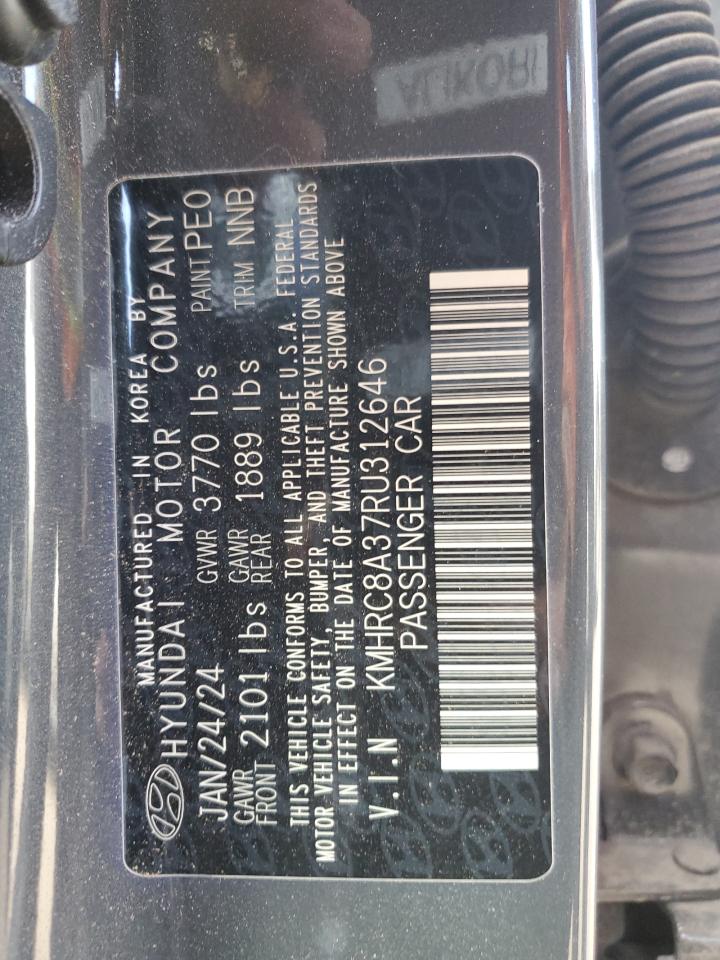 MANUFACTURED IN KOREA BY
HYUNDAI MOTOR COMPANY
JAN/24/24 GVWR 3770 lbs PAINT PEO
GAWR FRONT 2101 lbs GAWR REAR 1889 lbs TRIM NNB
THIS VEHICLE CONFORMS TO ALL APPLICABLE U.S.A. FEDERAL
MOTOR VEHICLE SAFETY, BUMPER, AND THEFT PREVENTION STANDARDS
IN EFFECT ON THE DATE OF MANUFACTURE SHOWN ABOVE
V.I.N KMHRC8A37RU312646
PASSENGER CAR